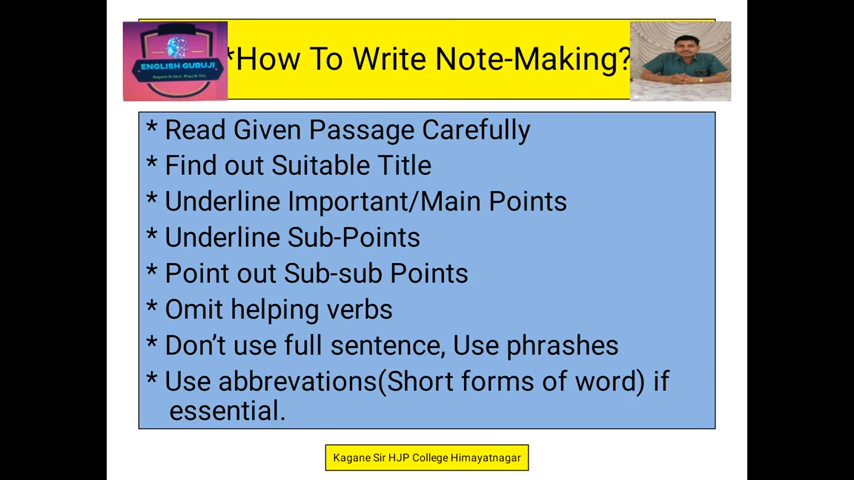 *How To Write Note-Making?
ENGLISH GURUJI
* Read Given Passage Carefully
* Find out Suitable Title
* Underline Important/Main Points
* Underline Sub-Points
* Point out Sub-sub Points
* Omit helping verbs
* Don't use full sentence, Use phrashes
* Use abbrevations(Short forms of word) if
essential.
Kagane Sir HJP College Himayatnagar